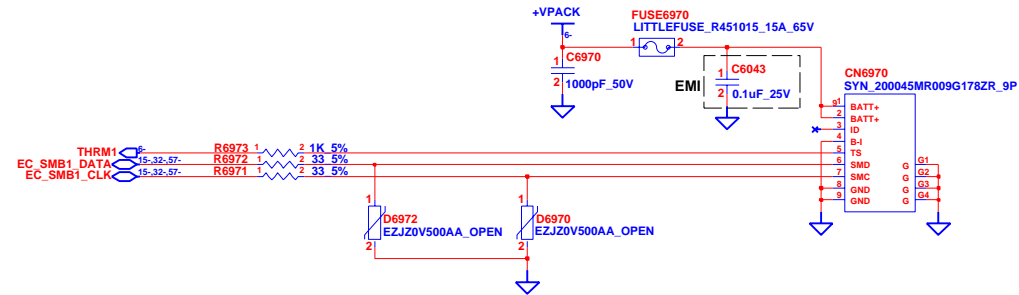 +VPACK
6-
FUSE6970
LITTLEFUSE_R451015_15A_65V
1 2
1 C6970
2 1000pF_50V
EMI
1 C6043
2 0.1uF_25V
CN6970
SYN_200045MR009G178ZR_9P
1 BATT+
2 BATT+
3 ID
4 B-I
5 TS
6 SMD
7 SMC
8 GND
9 GND
G G1
G G2
G G3
G G4
THRM1 6- R6973 1 2 1K_5%
EC_SMB1_DATA 15-,32-,57- R6972 1 2 33_5%
EC_SMB1_CLK 15-,32-,57- R6971 1 2 33_5%
1 D6972
EZJZ0V500AA_OPEN
2
1 D6970
EZJZ0V500AA_OPEN
2